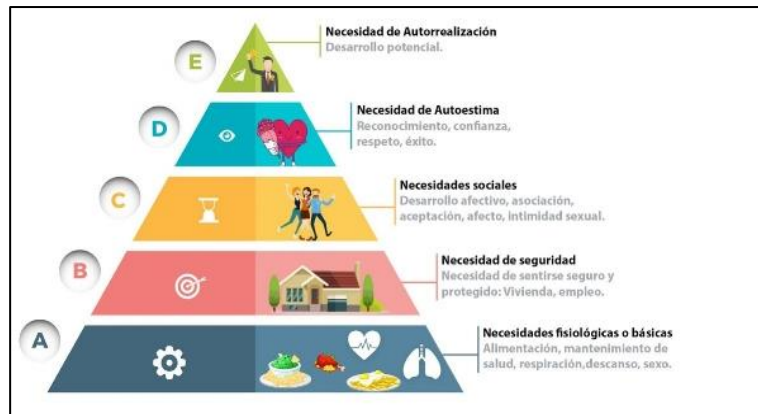 E
Necesidad de Autorrealización
Desarrollo potencial.
D
Necesidad de Autoestima
Reconocimiento, confianza,
respeto, éxito.
C
Necesidades sociales
Desarrollo afectivo, asociación,
aceptación, afecto, intimidad sexual.
B
Necesidad de seguridad
Necesidad de sentirse seguro y
protegido: Vivienda, empleo.
A
Necesidades fisiológicas o básicas
Alimentación, mantenimiento de
salud, respiración,descanso, sexo.